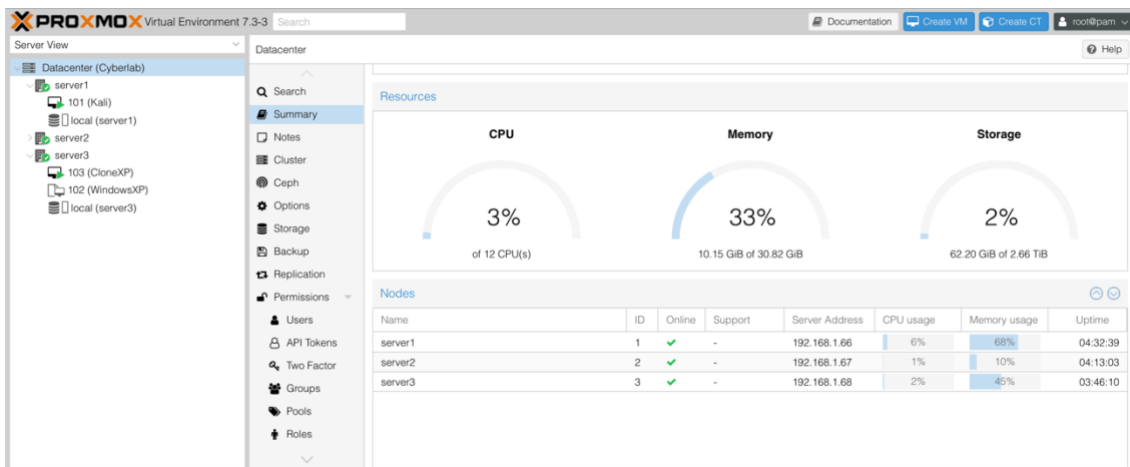 PROXMOX Virtual Environment 7.3-3 Search Documentation Create VM Create CT root@pam
Server View
Datacenter (Cyberlab)
server1
101 (Kali)
local (server1)
server2
server3
103 (CloneXP)
102 (WindowsXP)
local (server3)
Datacenter Help
Search
Summary
Notes
Cluster
Ceph
Options
Storage
Backup
Replication
Permissions
Users
API Tokens
Two Factor
Groups
Pools
Roles
Resources
CPU Memory Storage
3% 33% 2%
of 12 CPU(s) 10.15 GiB of 30.82 GiB 62.20 GiB of 2.66 TiB
Nodes
Name ID Online Support Server Address CPU usage Memory usage Uptime
server1 1 - 192.168.1.66 6% 68% 04:32:39
server2 2 - 192.168.1.67 1% 10% 04:13:03
server3 3 - 192.168.1.68 2% 45% 03:46:10